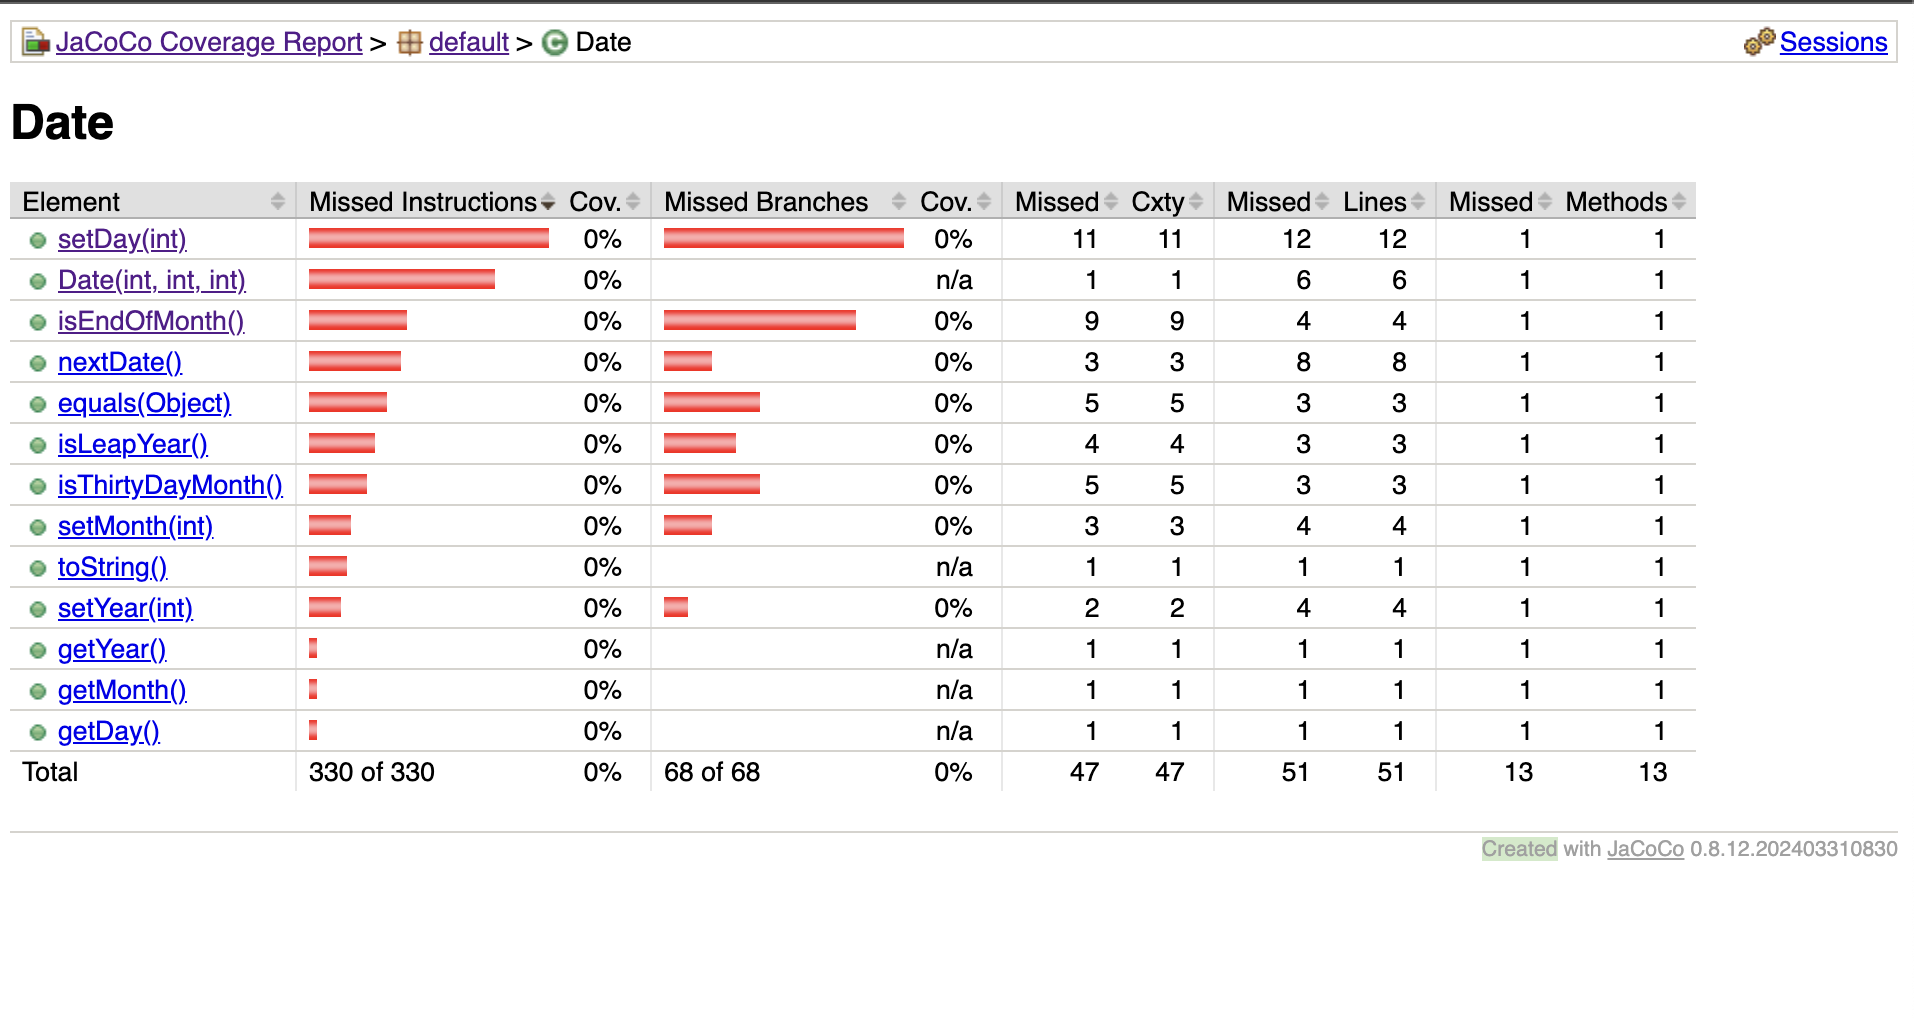 JaCoCo Coverage Report > default > Date Sessions
Date
Element Missed Instructions Cov. Missed Branches Cov. Missed Cxty Missed Lines Missed Methods
setDay(int) 0% 0% 11 11 12 12 1 1
Date(int, int, int) 0% n/a 1 1 6 6 1 1
isEndOfMonth() 0% 0% 9 9 4 4 1 1
nextDate() 0% 0% 3 3 8 8 1 1
equals(Object) 0% 0% 5 5 3 3 1 1
isLeapYear() 0% 0% 4 4 3 3 1 1
isThirtyDayMonth() 0% 0% 5 5 3 3 1 1
setMonth(int) 0% 0% 3 3 4 4 1 1
toString() 0% n/a 1 1 1 1 1 1
setYear(int) 0% 0% 2 2 4 4 1 1
getYear() 0% n/a 1 1 1 1 1 1
getMonth() 0% n/a 1 1 1 1 1 1
getDay() 0% n/a 1 1 1 1 1 1
Total 330 of 330 0% 68 of 68 0% 47 47 51 51 13 13
Created with JaCoCo 0.8.12.202403310830